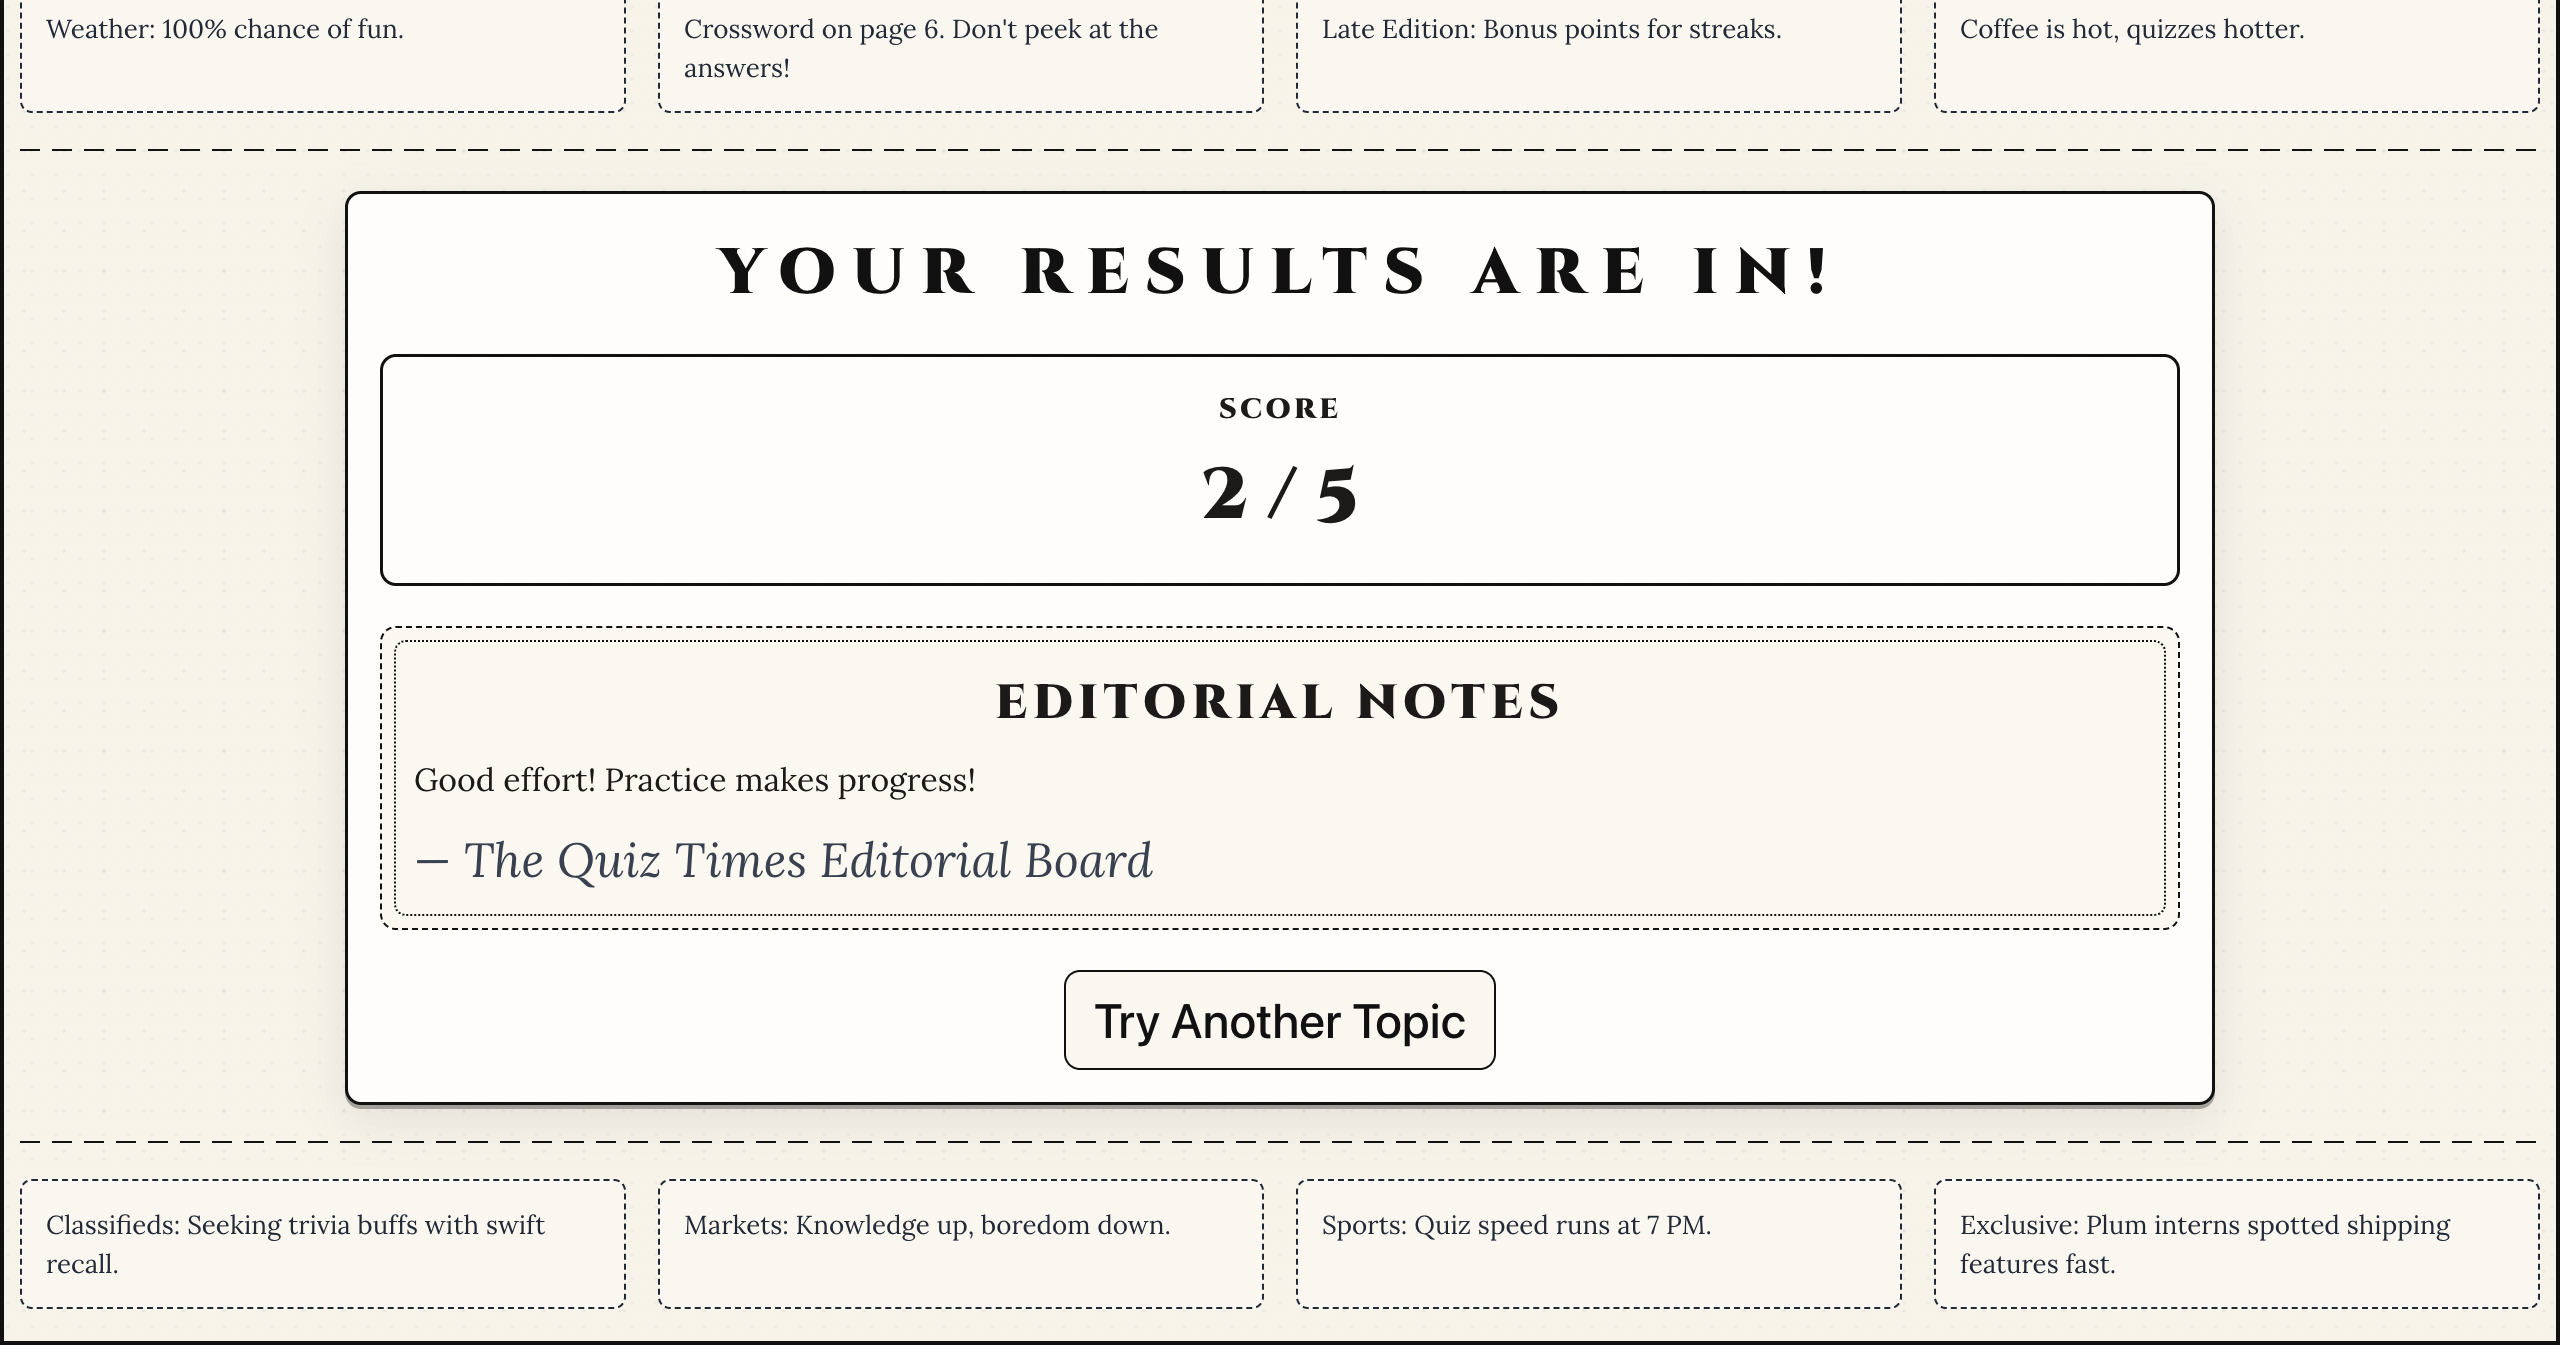 Weather: 100% chance of fun.
Crossword on page 6. Don't peek at the
answers!
Late Edition: Bonus points for streaks.
Coffee is hot, quizzes hotter.
YOUR RESULTS ARE IN!
SCORE
2 / 5
EDITORIAL NOTES
Good effort! Practice makes progress!
— The Quiz Times Editorial Board
Try Another Topic
Classifieds: Seeking trivia buffs with swift
recall.
Markets: Knowledge up, boredom down.
Sports: Quiz speed runs at 7 PM.
Exclusive: Plum interns spotted shipping
features fast.